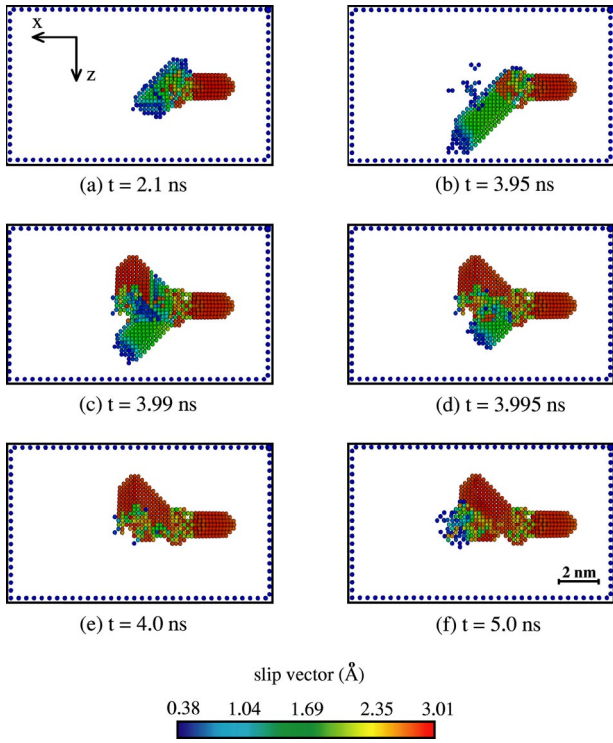 x
z
(a) t = 2.1 ns
(b) t = 3.95 ns
(c) t = 3.99 ns
(d) t = 3.995 ns
2 nm
(e) t = 4.0 ns
(f) t = 5.0 ns
slip vector (Å)
0.38 1.04 1.69 2.35 3.01